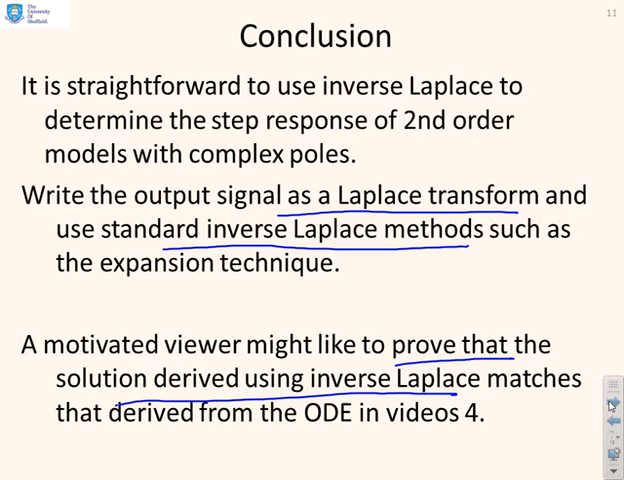 The
University
Of
Sheffield.
11
Conclusion
It is straightforward to use inverse Laplace to
determine the step response of 2nd order
models with complex poles.
Write the output signal as a Laplace transform and
use standard inverse Laplace methods such as
the expansion technique.
A motivated viewer might like to prove that the
solution derived using inverse Laplace matches
that derived from the ODE in videos 4.